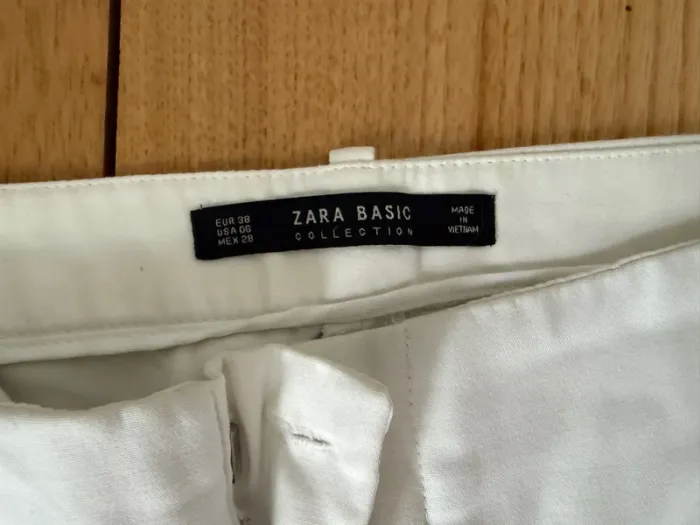 EUR 38
USA 06
MEX 28
ZARA BASIC
COLLECTION
MADE
IN
VIETNAM